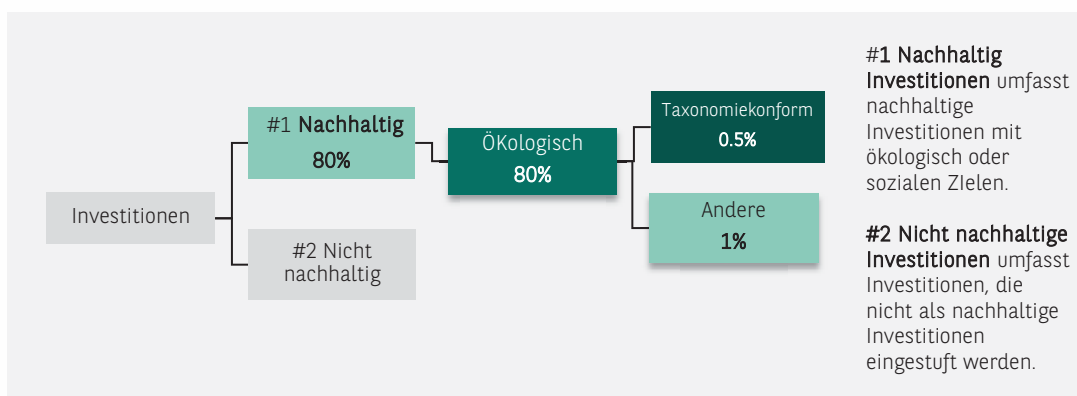 #1 Nachhaltig
80%
ÖKologisch
80%
Taxonomiekonform
0.5%
Andere
1%
Investitionen
#2 Nicht
nachhaltig
#1 Nachhaltig
Investitionen umfasst
nachhaltige
Investitionen mit
ökologisch oder
sozialen ZIelen.
#2 Nicht nachhaltige
Investitionen umfasst
Investitionen, die
nicht als nachhaltige
Investitionen
eingestuft werden.